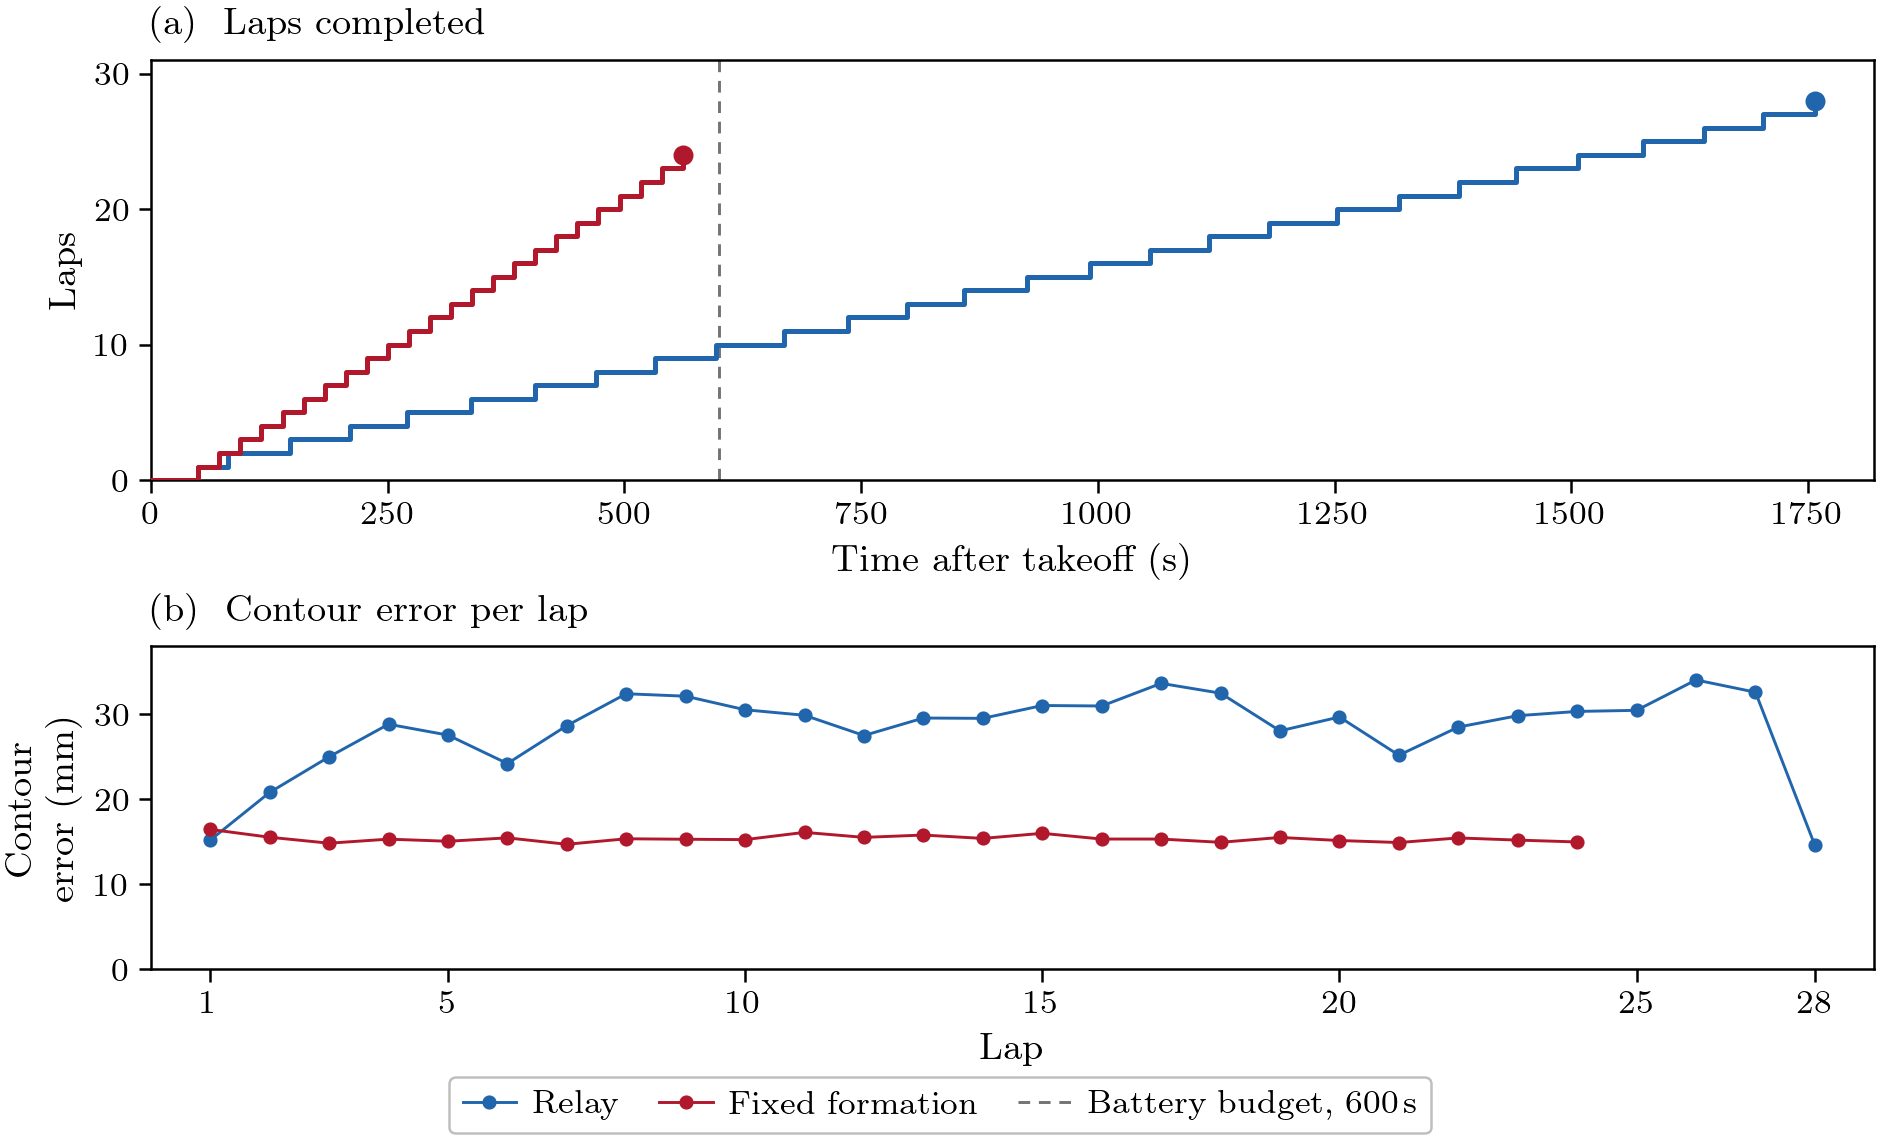 (a) Laps completed
30
20
10
0
Laps
0 250 500 750 1000 1250 1500 1750
Time after takeoff (s)
(b) Contour error per lap
30
20
10
0
Contour
error (mm)
1 5 10 15 20 25 28
Lap
Relay Fixed formation Battery budget, 600 s